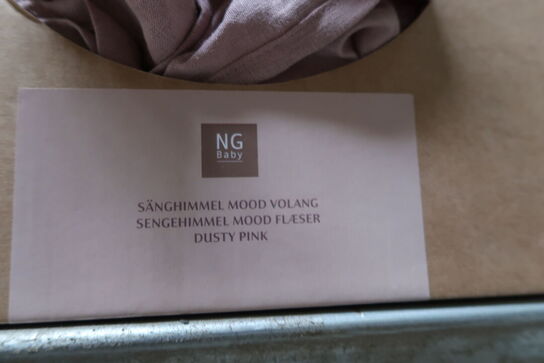 NG
Baby
SÄNGHIMMEL MOOD VOLANG
SENGEHIMMEL MOOD FLÆSER
DUSTY PINK